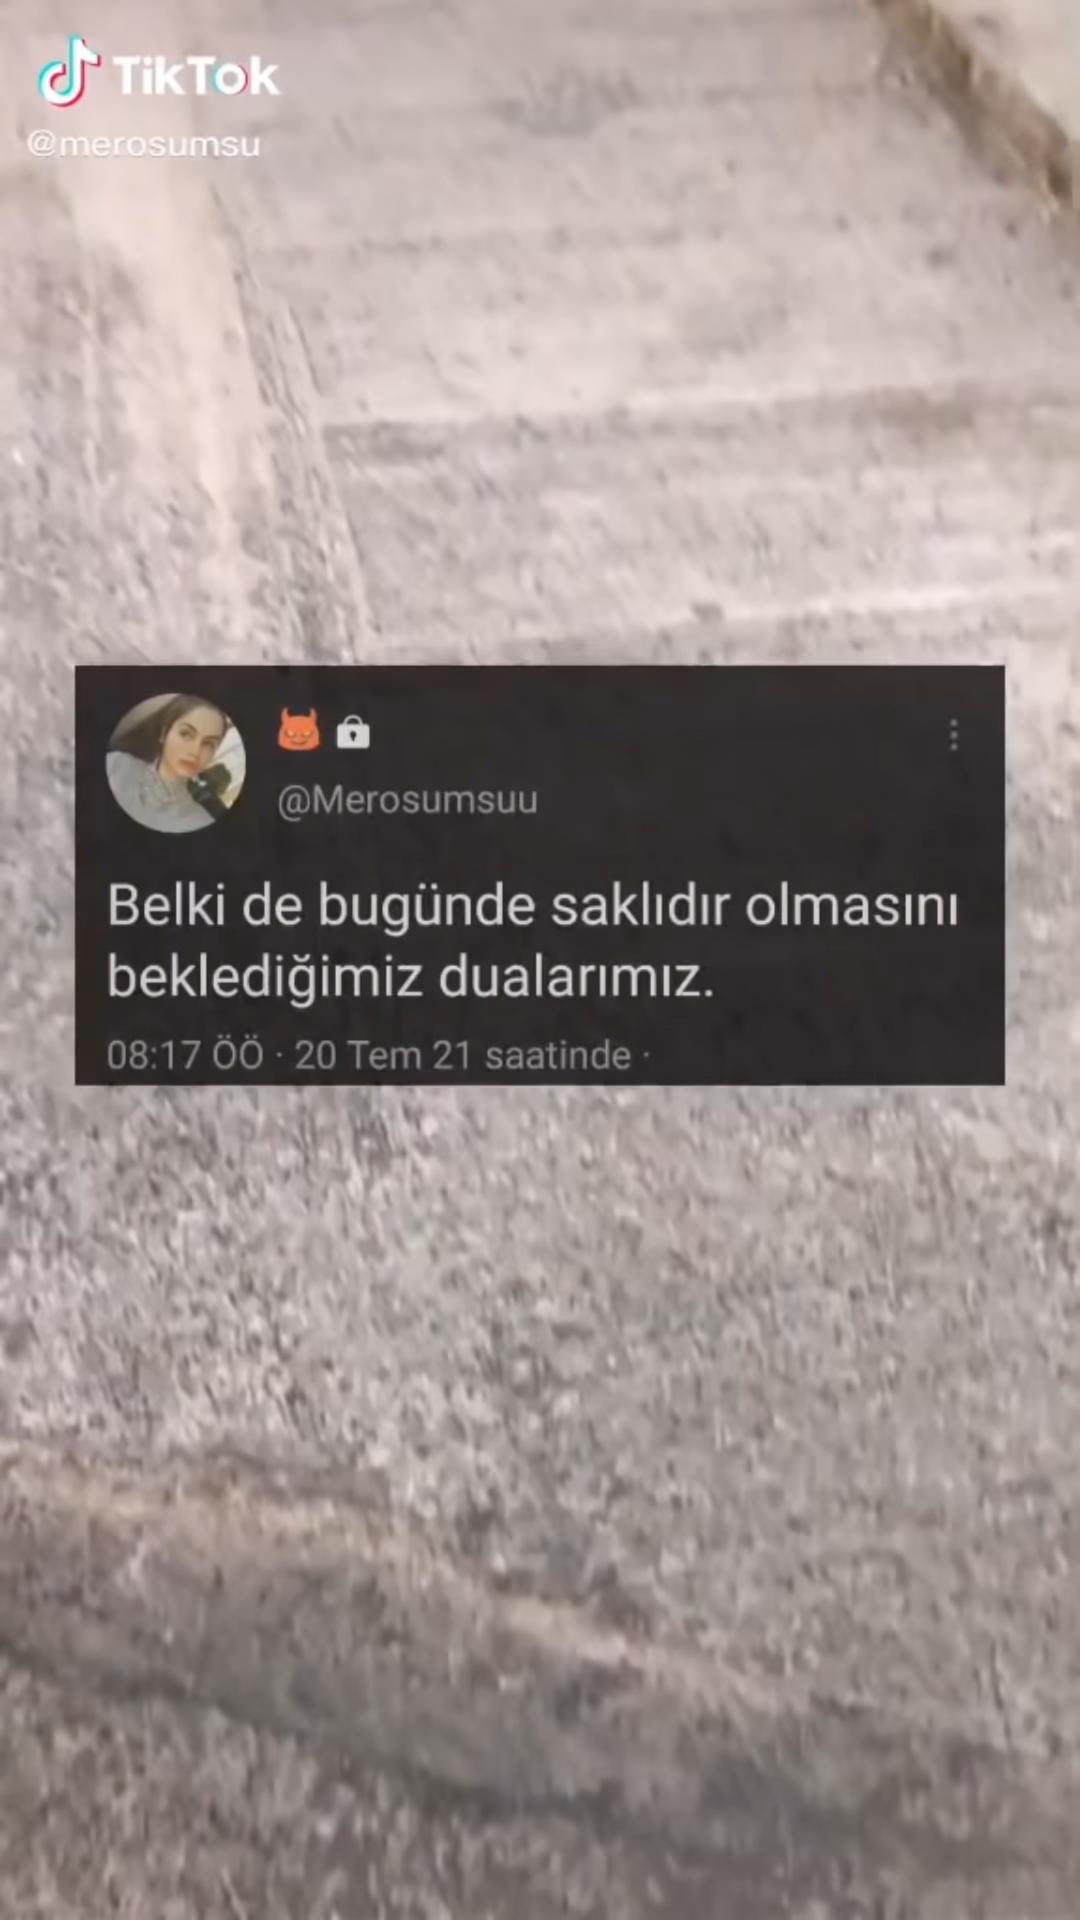 TikTok
@merosumsu
@Merosumsuu
Belki de bugünde saklıdır olmasını
beklediğimiz dualarımız.
08:17 ÖÖ · 20 Tem 21 saatinde ·